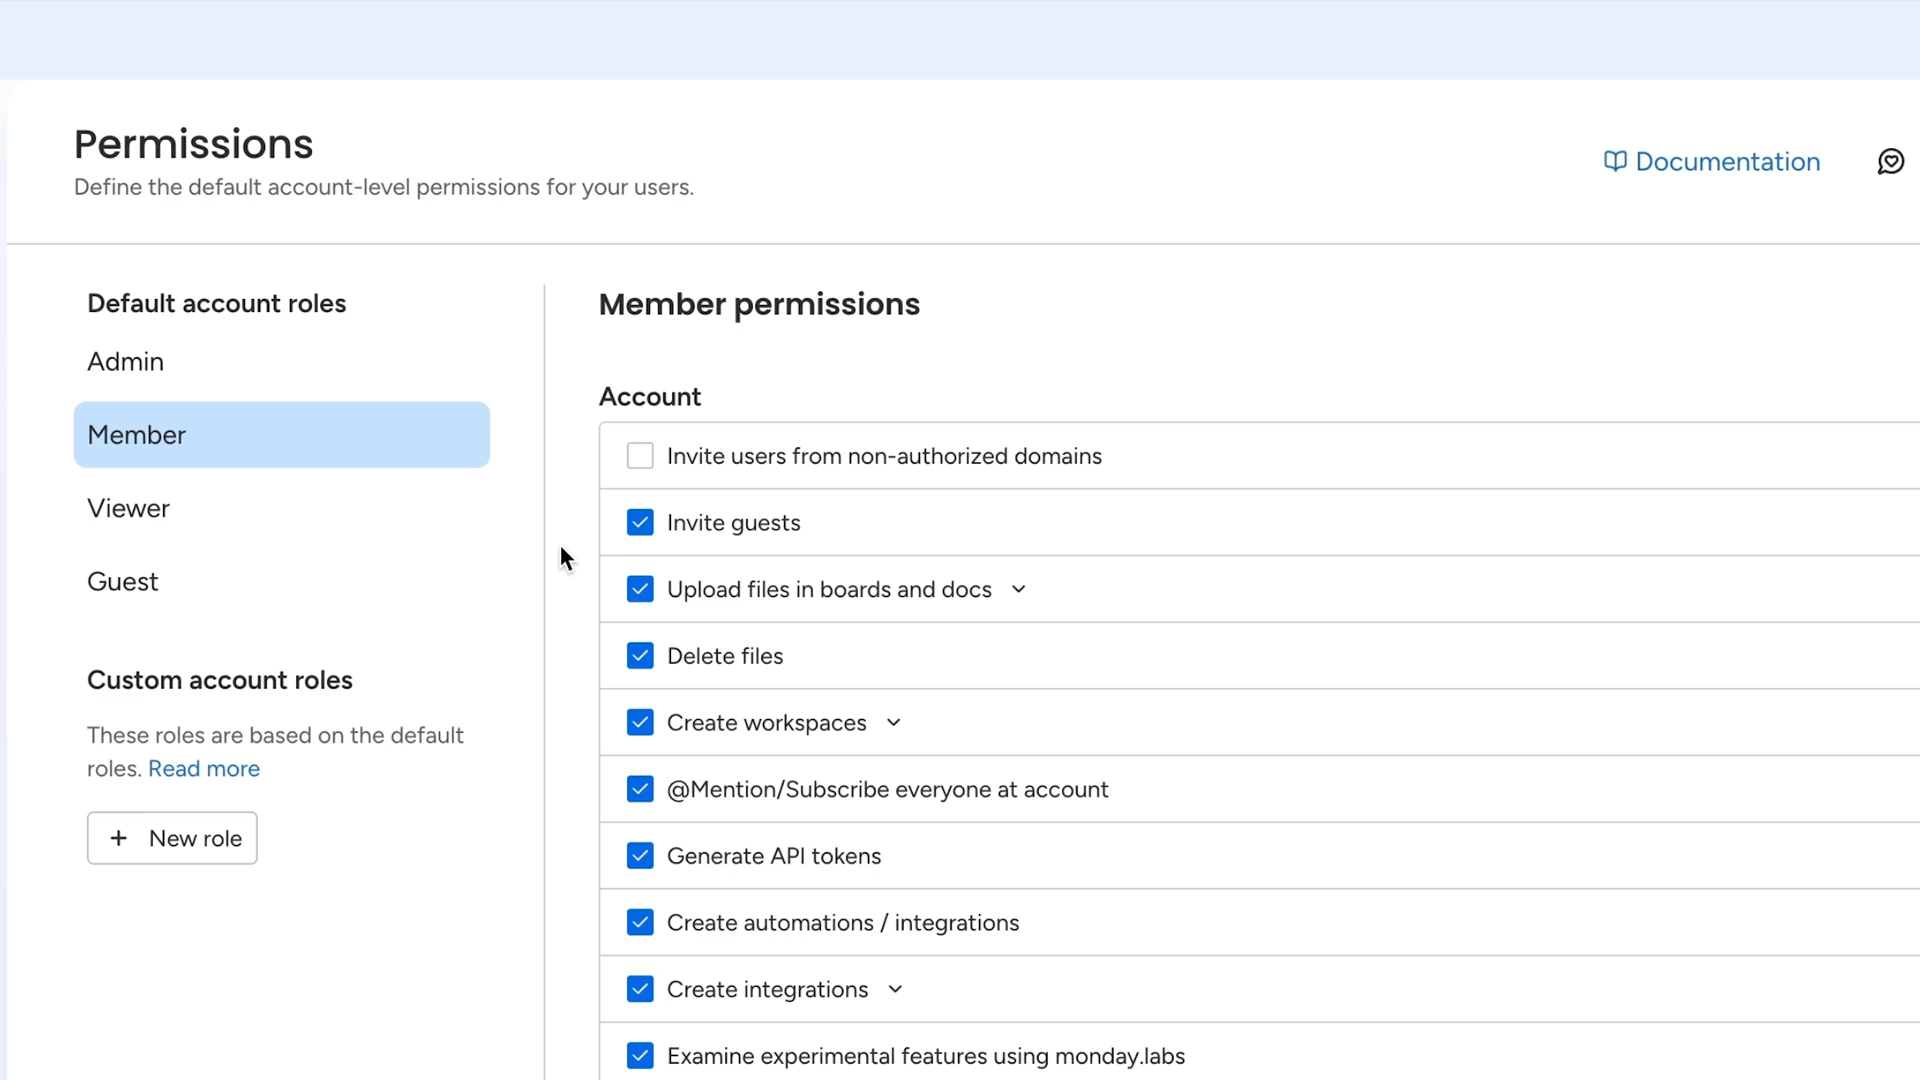 Permissions
Define the default account-level permissions for your users.
Documentation
Default account roles
Admin
Member
Viewer
Guest
Custom account roles
These roles are based on the default
roles. Read more
+ New role
Member permissions
Account
Invite users from non-authorized domains
Invite guests
Upload files in boards and docs
Delete files
Create workspaces
@Mention/Subscribe everyone at account
Generate API tokens
Create automations / integrations
Create integrations
Examine experimental features using monday.labs